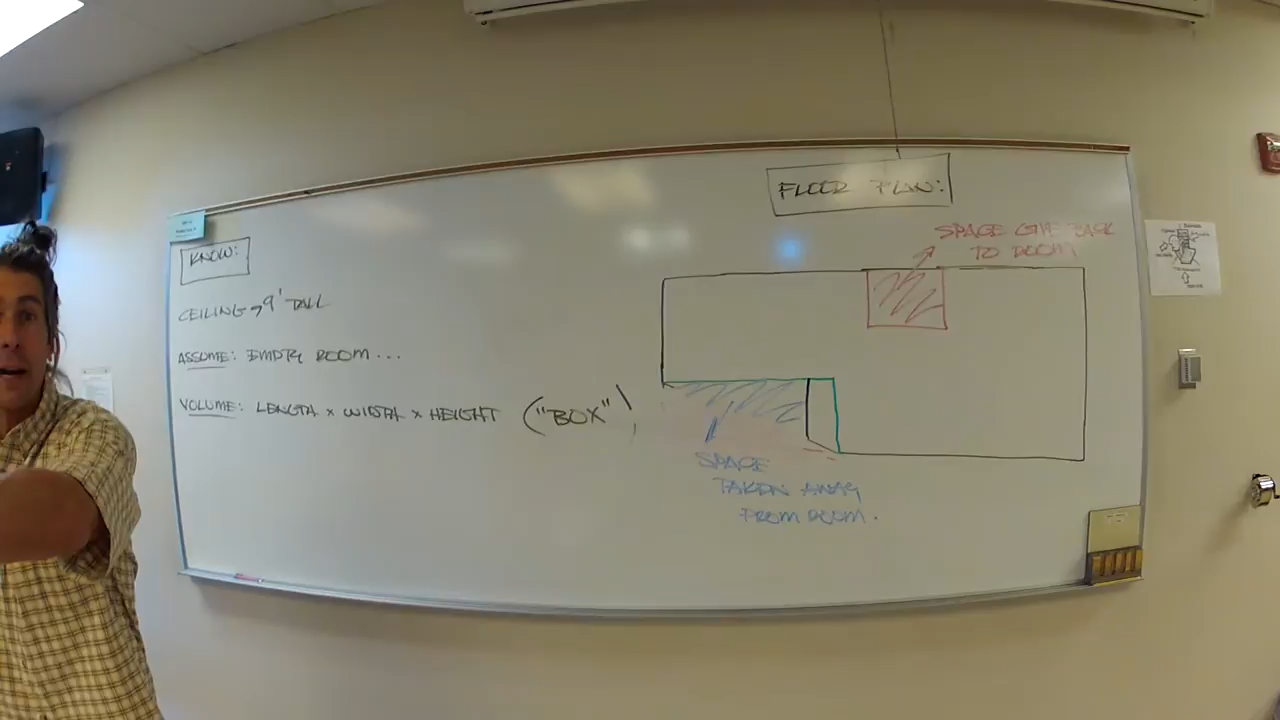 KNOW:
CEILING → 9' TALL
ASSUME: EMPTY ROOM...
VOLUME: LENGTH x WIDTH x HEIGHT ("BOX")
FLOOR PLAN:
SPACE GIVE BACK
TO ROOM
SPACE
TAKEN AWAY
FROM ROOM.